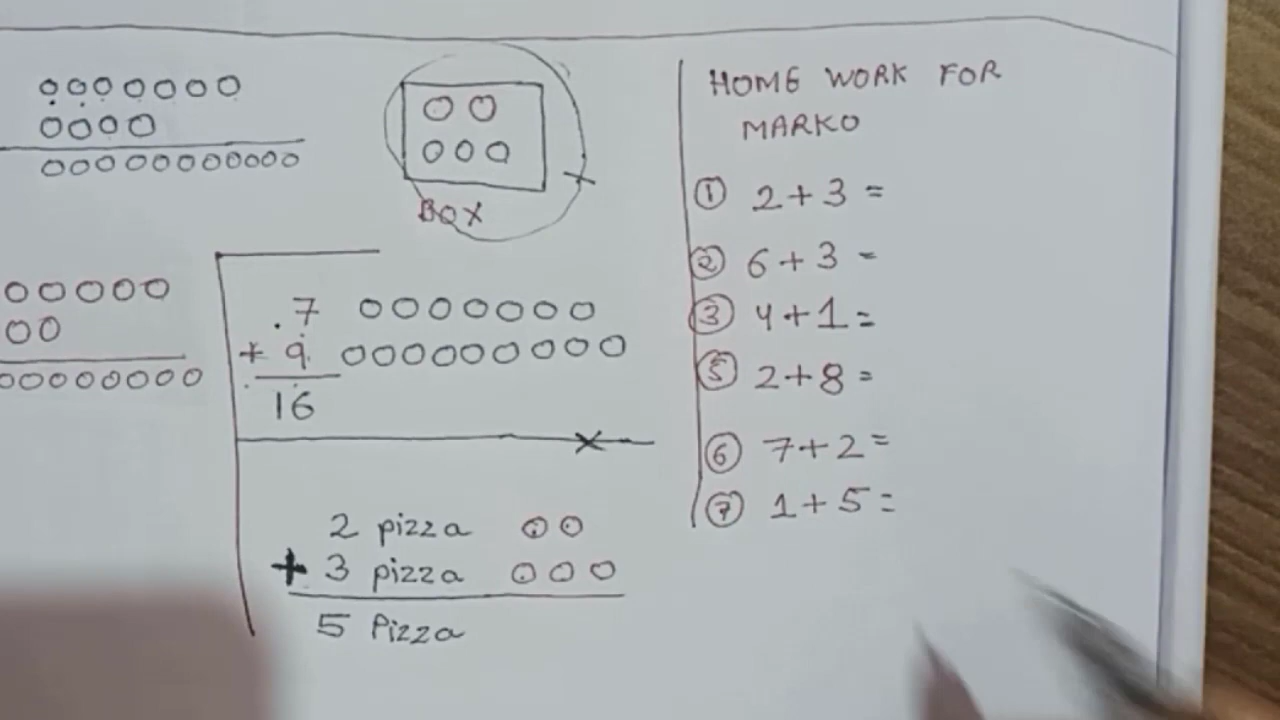 BOX
.7
+ 9
16
2 pizza
+ 3 pizza
5 Pizza
HOME WORK FOR
MARKO
① 2+3=
② 6+3=
③ 4+1=
⑤ 2+8=
⑥ 7+2=
⑦ 1+5=